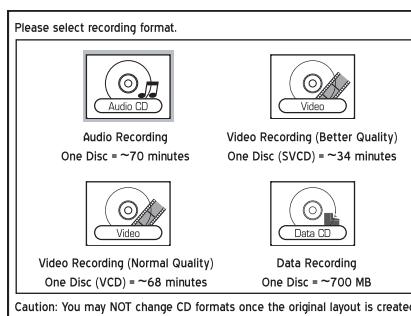 Please select recording format.
Audio CD
Video
Audio Recording
Video Recording (Better Quality)
One Disc = ~70 minutes
One Disc (SVCD) = ~34 minutes
Video
Data CD
Video Recording (Normal Quality)
Data Recording
One Disc (VCD) = ~68 minutes
One Disc = ~700 MB
Caution: You may NOT change CD formats once the original layout is created